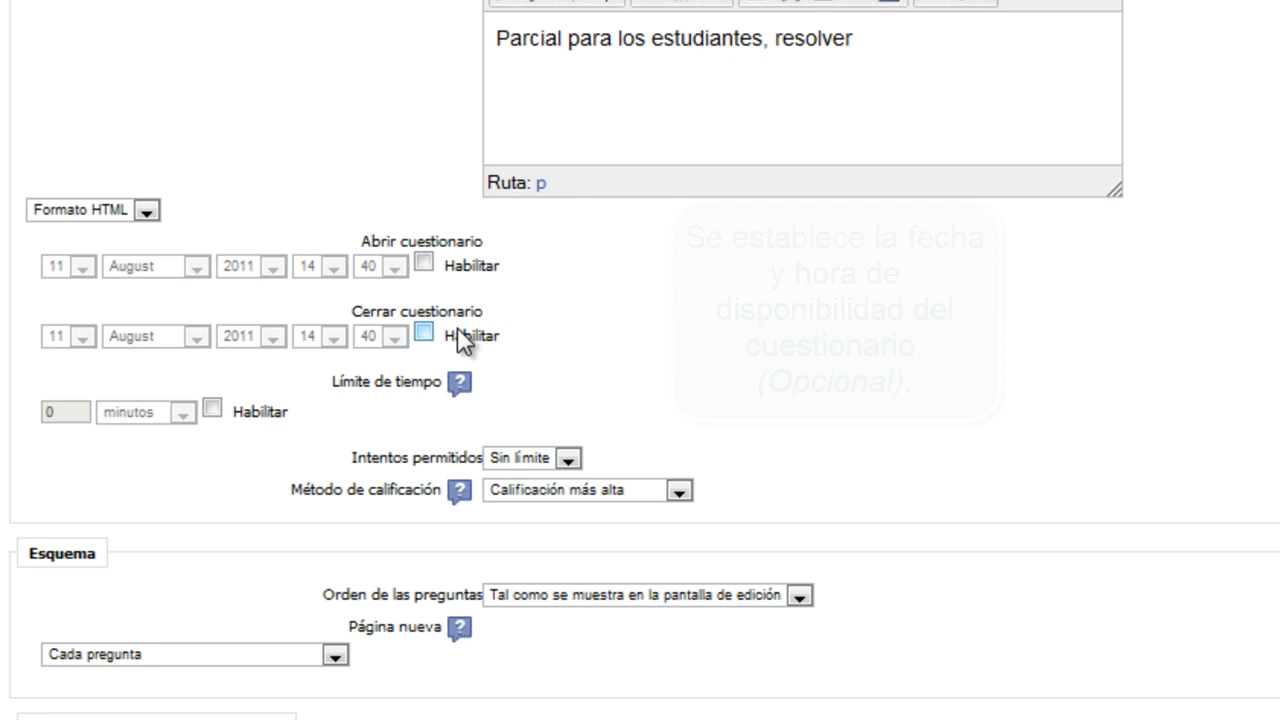 Parcial para los estudiantes, resolver
Ruta: p
Formato HTML
Abrir cuestionario
11 August 2011 14 40 Habilitar
Se establece la fecha
y hora de
disponibilidad del
cuestionario.
(Opcional).
Cerrar cuestionario
11 August 2011 14 40 Habilitar
Límite de tiempo ?
0 minutos Habilitar
Intentos permitidos Sin límite
Método de calificación ? Calificación más alta
Esquema
Orden de las preguntas Tal como se muestra en la pantalla de edición
Página nueva ?
Cada pregunta